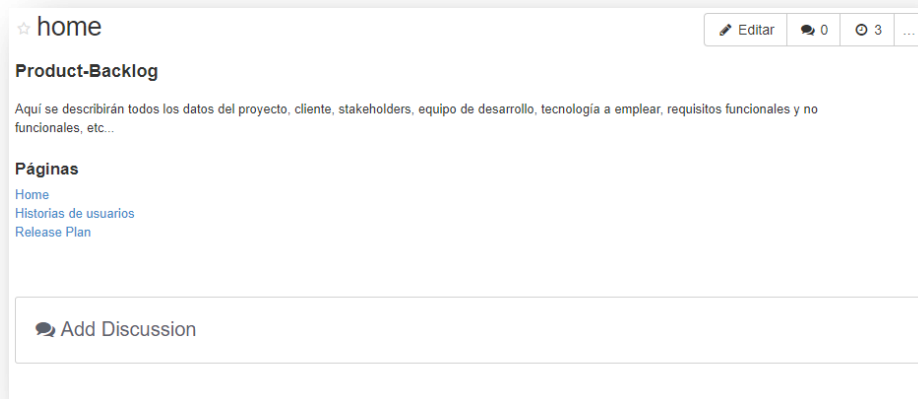 home
Editar 0 3 ...
Product-Backlog
Aquí se describirán todos los datos del proyecto, cliente, stakeholders, equipo de desarrollo, tecnología a emplear, requisitos funcionales y no
funcionales, etc...
Páginas
Home
Historias de usuarios
Release Plan
Add Discussion